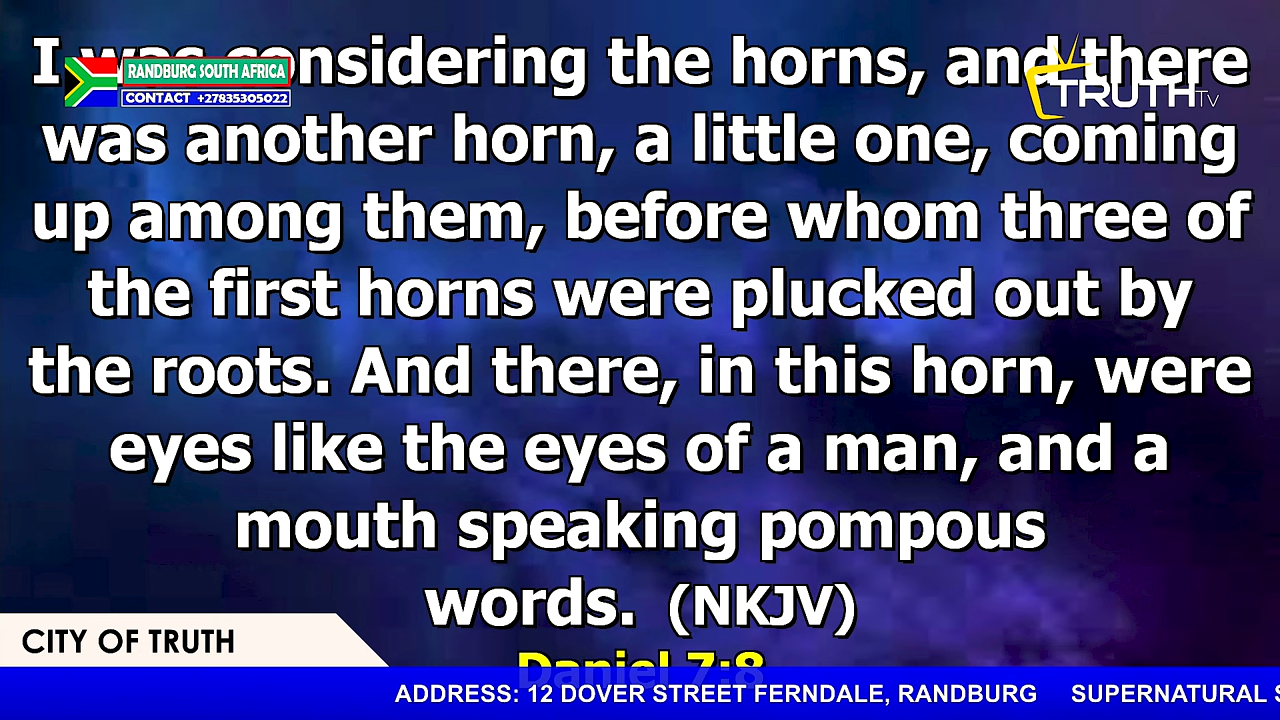 I was considering the horns, and there
RANDBURG SOUTH AFRICA
CONTACT +27835305022
TRUTH TV
was another horn, a little one, coming
up among them, before whom three of
the first horns were plucked out by
the roots. And there, in this horn, were
eyes like the eyes of a man, and a
mouth speaking pompous
words. (NKJV)
CITY OF TRUTH
Daniel 7:8
ADDRESS: 12 DOVER STREET FERNDALE, RANDBURG SUPERNATURAL